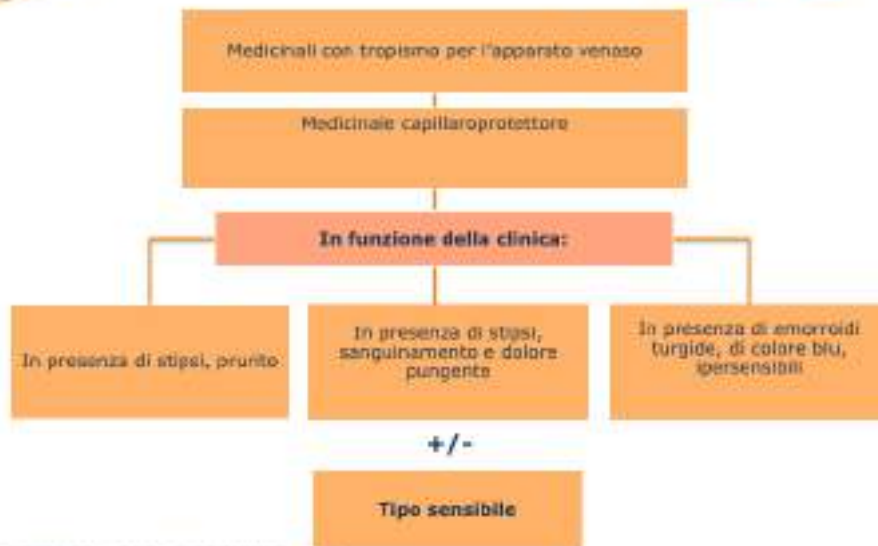 Medicinali con tropismo per l'apparato venoso
Medicinale capillaroprotettore
In funzione della clinica:
In presenza di stipsi, prurito
In presenza di stipsi,
sanguinamento e dolore
pungente
In presenza di emorroidi
turgide, di colore blu,
ipersensibili
+/-
Tipo sensibile